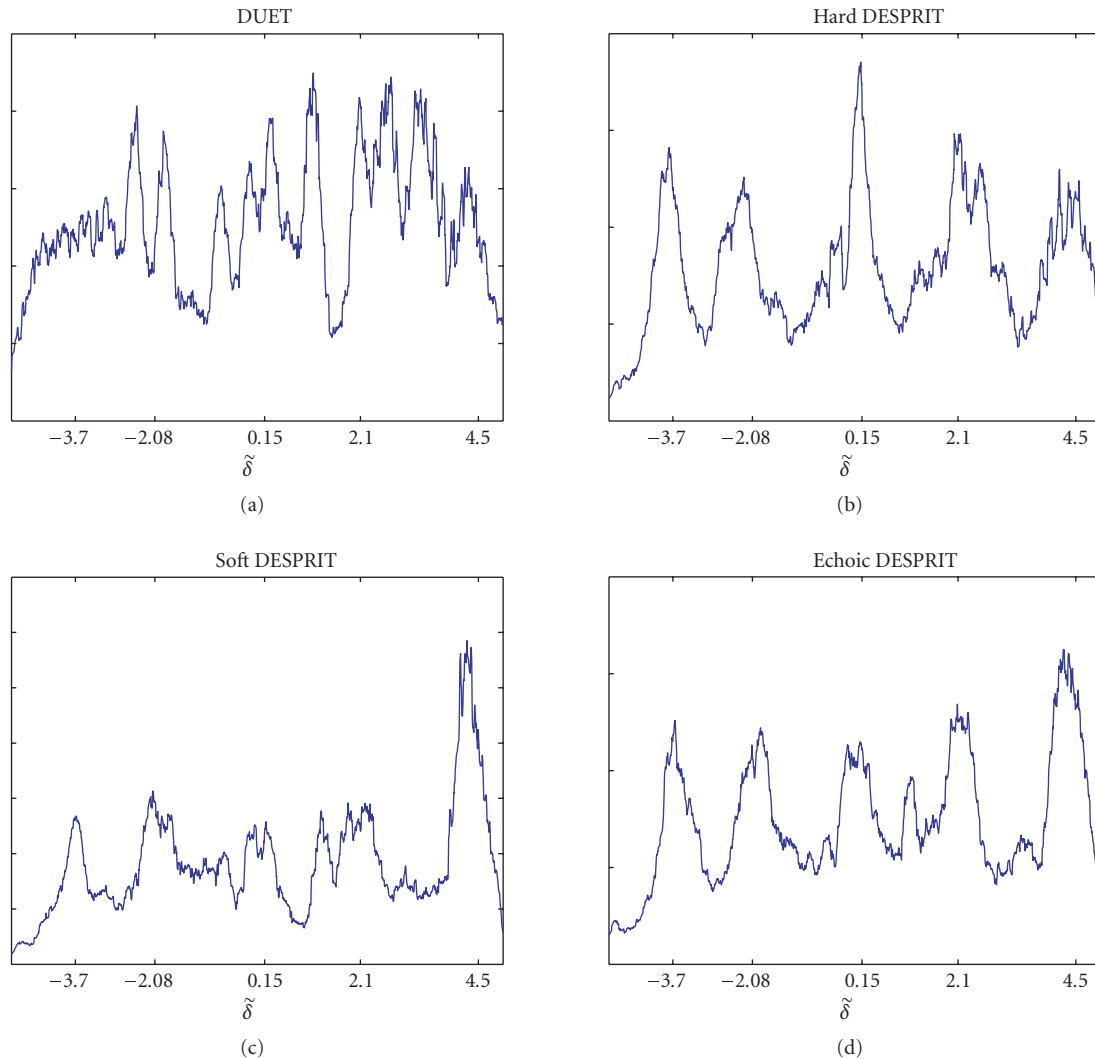 DUET
−3.7 −2.08 0.15 2.1 4.5
δ̃
(a)
Hard DESPRIT
−3.7 −2.08 0.15 2.1 4.5
δ̃
(b)
Soft DESPRIT
−3.7 −2.08 0.15 2.1 4.5
δ̃
(c)
Echoic DESPRIT
−3.7 −2.08 0.15 2.1 4.5
δ̃
(d)